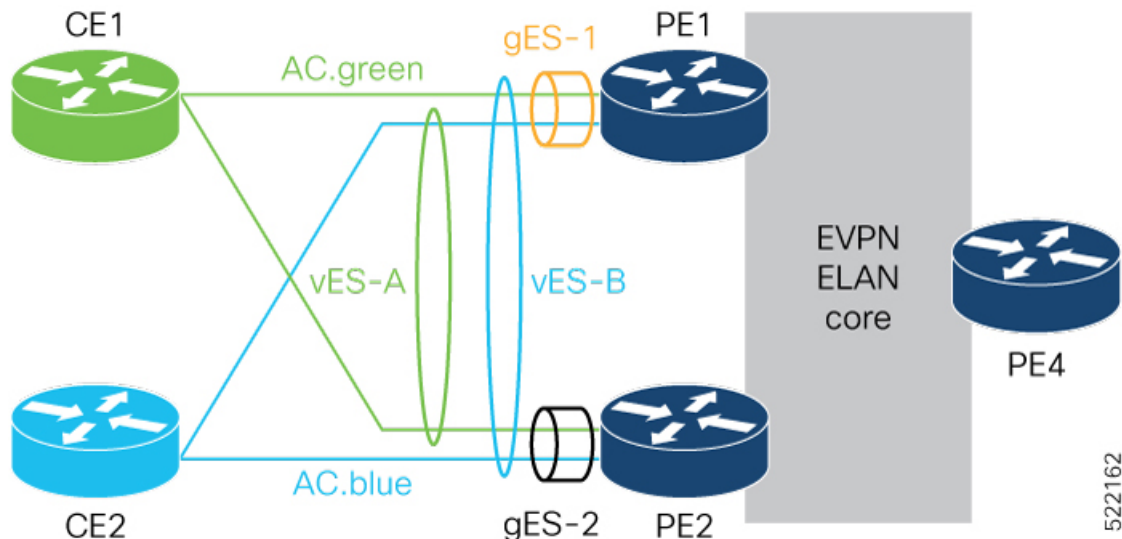 CE1
PE1
gES-1
AC.green
vES-A
vES-B
EVPN
ELAN
core
PE4
AC.blue
CE2
gES-2
PE2
522162